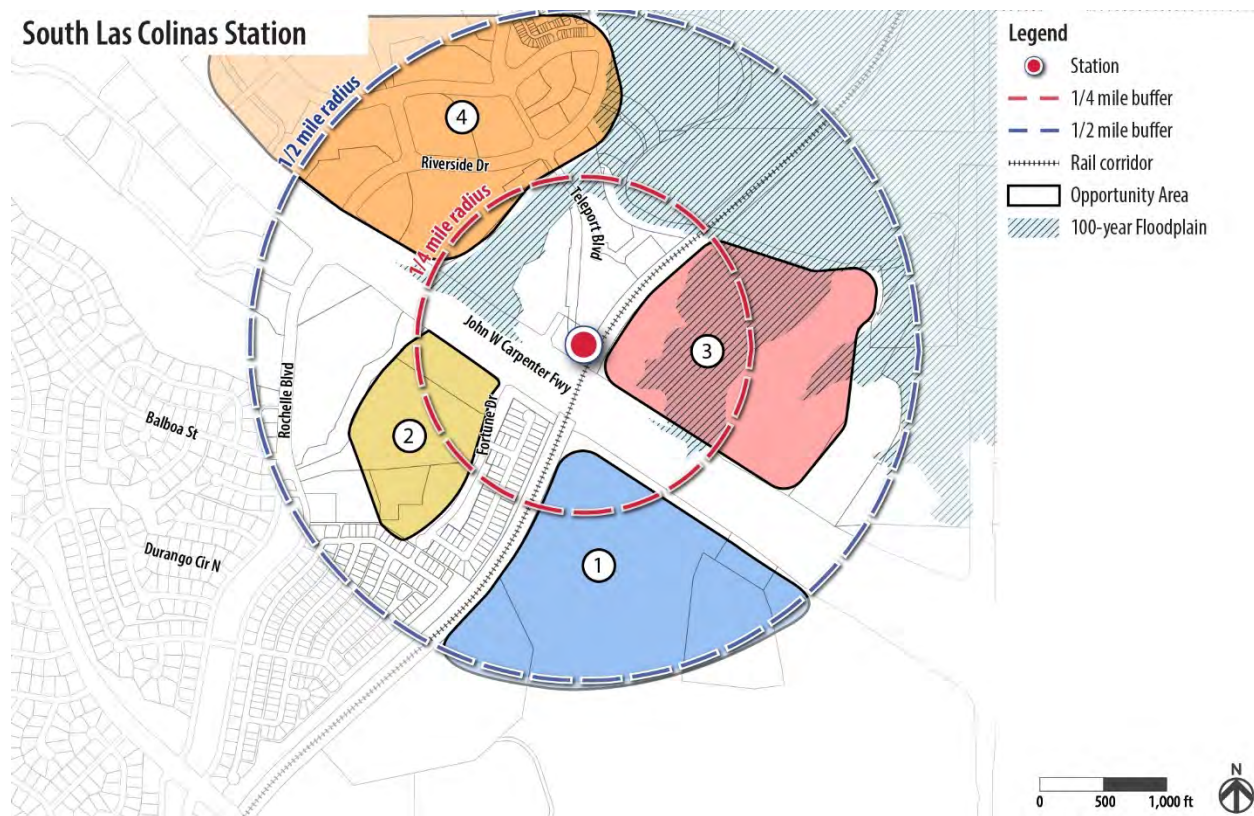 South Las Colinas Station
Legend
Station
1/4 mile buffer
1/2 mile buffer
Rail corridor
Opportunity Area
100-year Floodplain
1/2 mile radius
4
Riverside Dr
1/4 mile radius
Teleport Blvd
John W Carpenter Fwy
3
Rochelle Blvd
Balboa St
2
Fortune Dr
Durango Cir N
1
N
0 500 1,000 ft